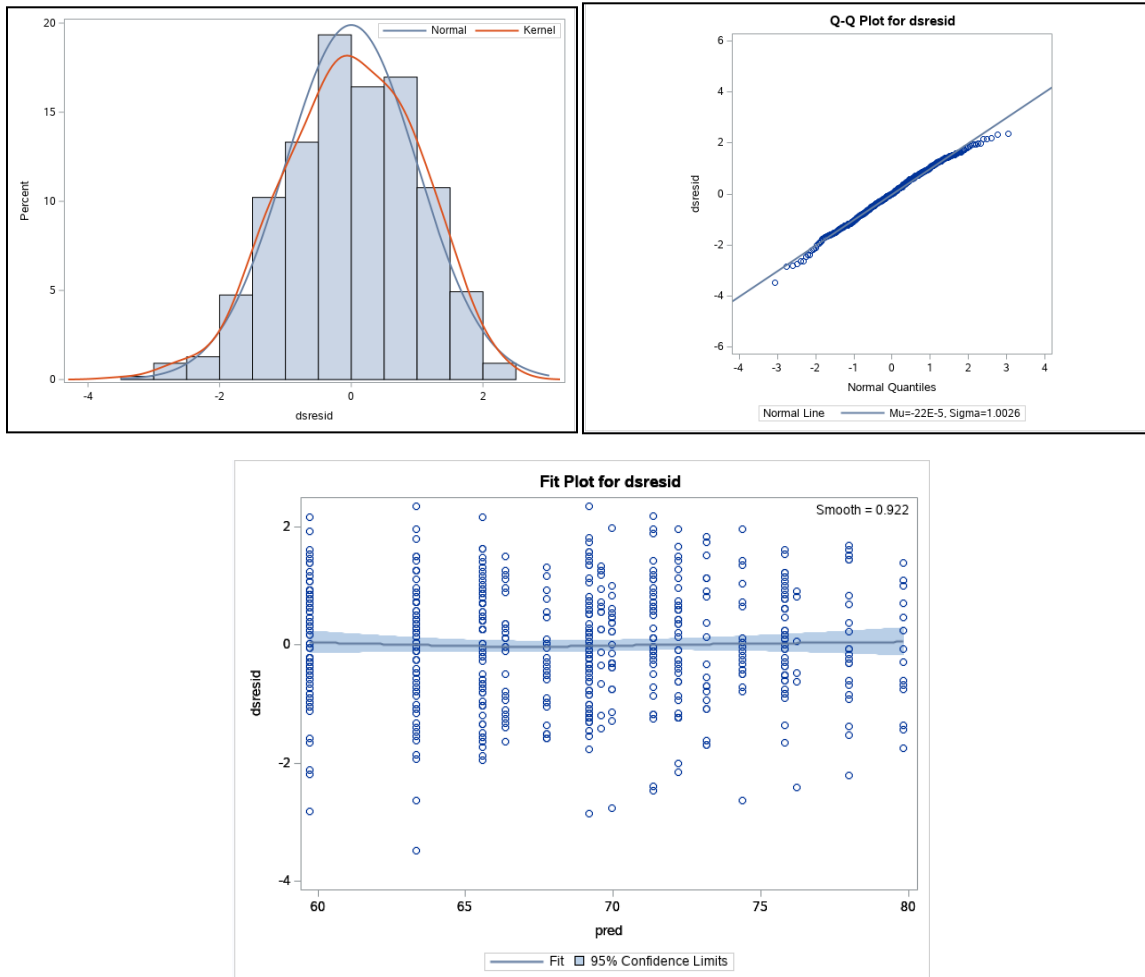 Normal Kernel
20
15
10
5
0
Percent
-4 -2 0 2
dsresid
Q-Q Plot for dsresid
6
4
2
0
-2
-4
-6
dsresid
-4 -3 -2 -1 0 1 2 3 4
Normal Quantiles
Normal Line Mu=-22E-5, Sigma=1.0026
Fit Plot for dsresid
Smooth = 0.922
2
0
-2
-4
dsresid
60 65 70 75 80
pred
Fit 95% Confidence Limits